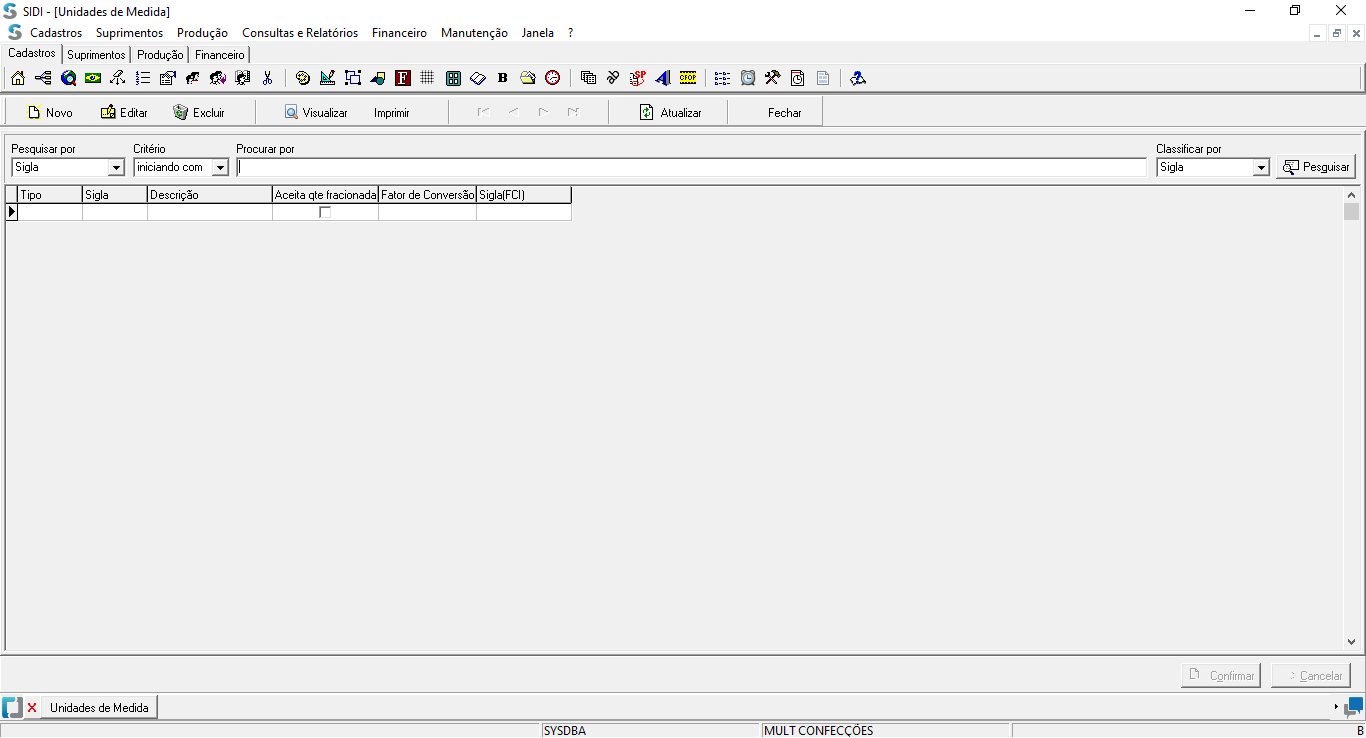 SIDI - [Unidades de Medida]
Cadastros Suprimentos Produção Consultas e Relatórios Financeiro Manutenção Janela ?
Cadastros Suprimentos Produção Financeiro
F B SP CFOP
Novo Editar Excluir Visualizar Imprimir Atualizar Fechar
Pesquisar por Critério Procurar por Classificar por
Sigla iniciando com Sigla Pesquisar
Tipo Sigla Descrição Aceita qte fracionada Fator de Conversão Sigla(FCI)
Confirmar Cancelar
Unidades de Medida
SYSDBA MULT CONFECÇÕES B